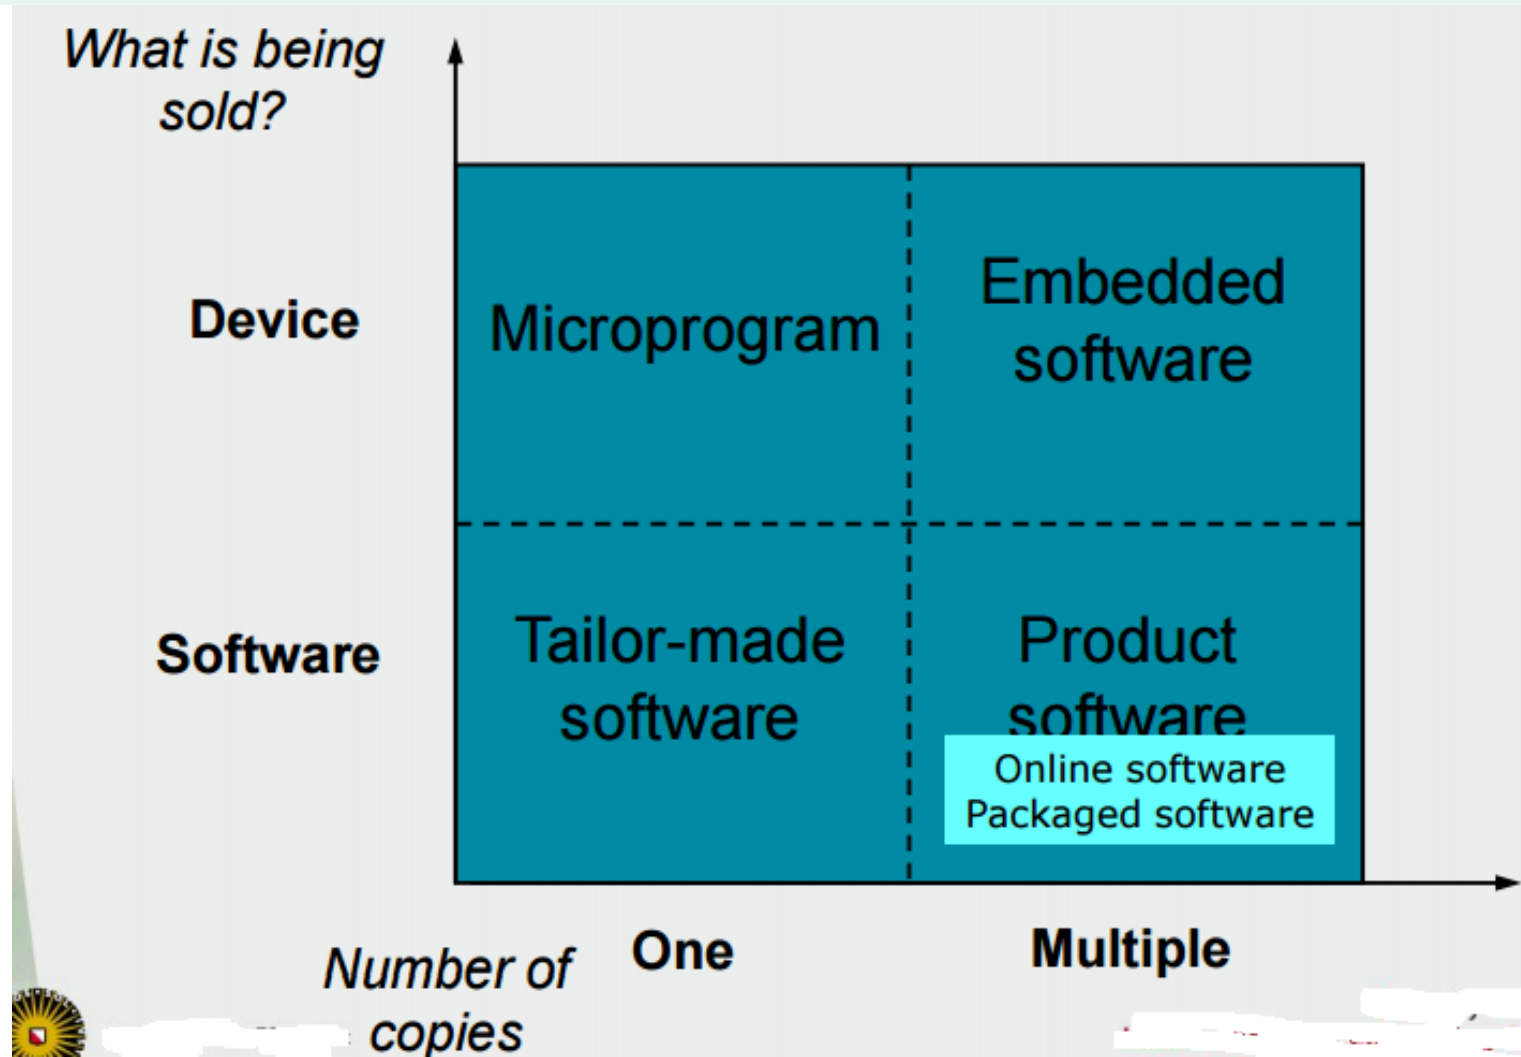 What is being
sold?
Device
Microprogram
Embedded
software
Software
Tailor-made
software
Product
software
Online software
Packaged software
One
Multiple
Number of
copies